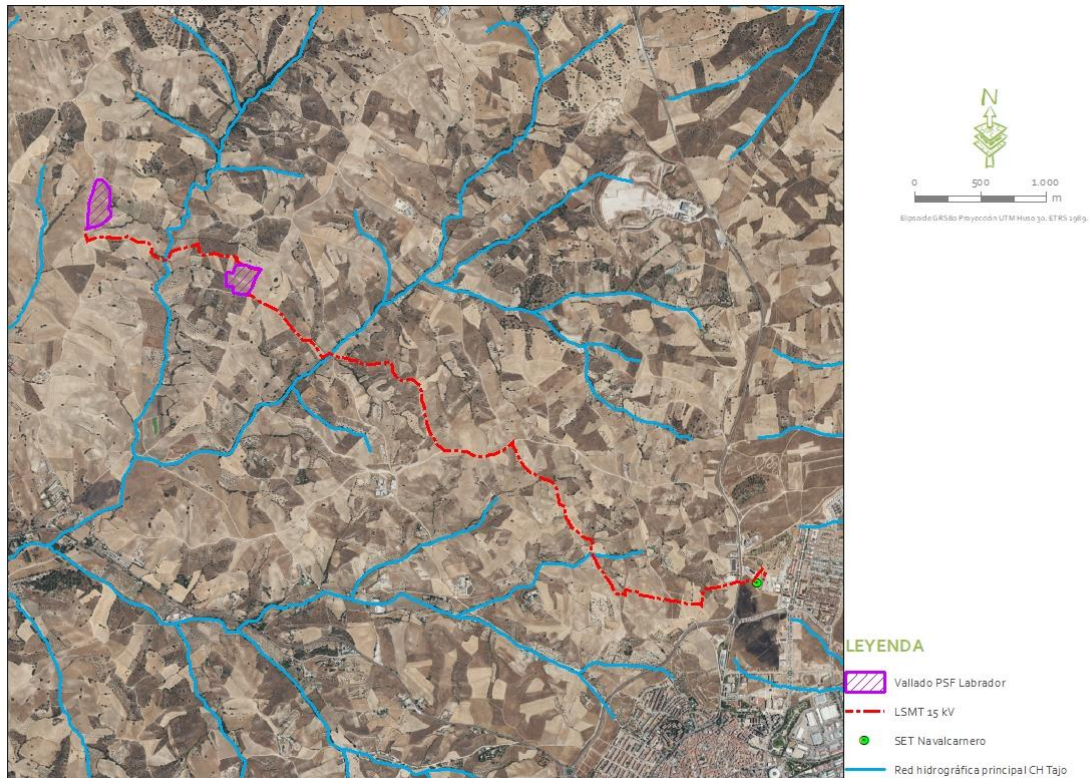 N
0 500 1.000
m
Elipsoide GRS80 Proyección UTM Huso 30. ETRS 1989.
LEYENDA
Vallado PSF Labrador
LSMT 15 kV
SET Navalcarnero
Red hidrográfica principal CH Tajo